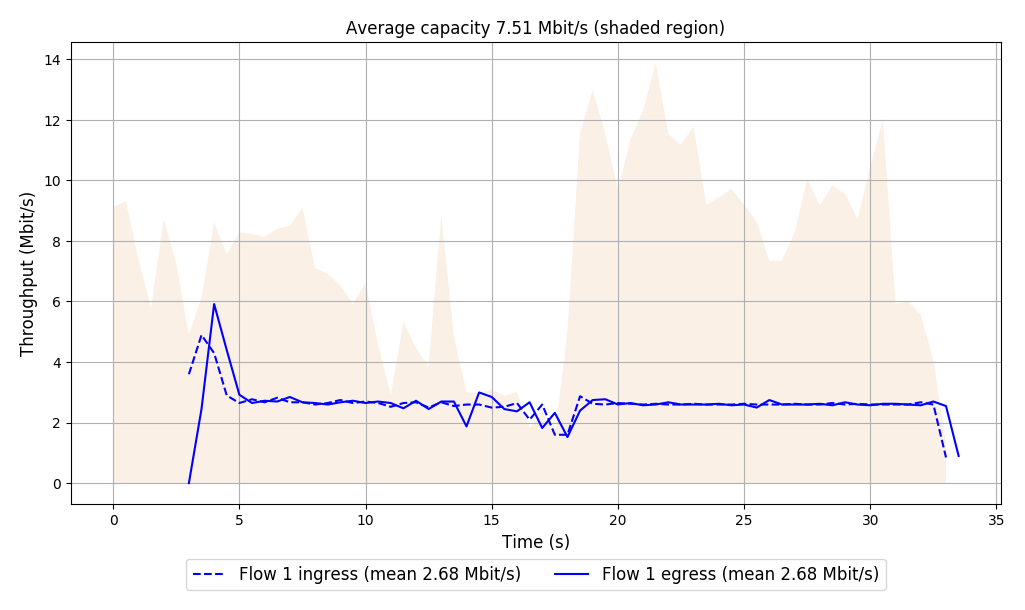 Average capacity 7.51 Mbit/s (shaded region)
Throughput (Mbit/s)
14
12
10
8
6
4
2
0
0 5 10 15 20 25 30 35
Time (s)
Flow 1 ingress (mean 2.68 Mbit/s) Flow 1 egress (mean 2.68 Mbit/s)